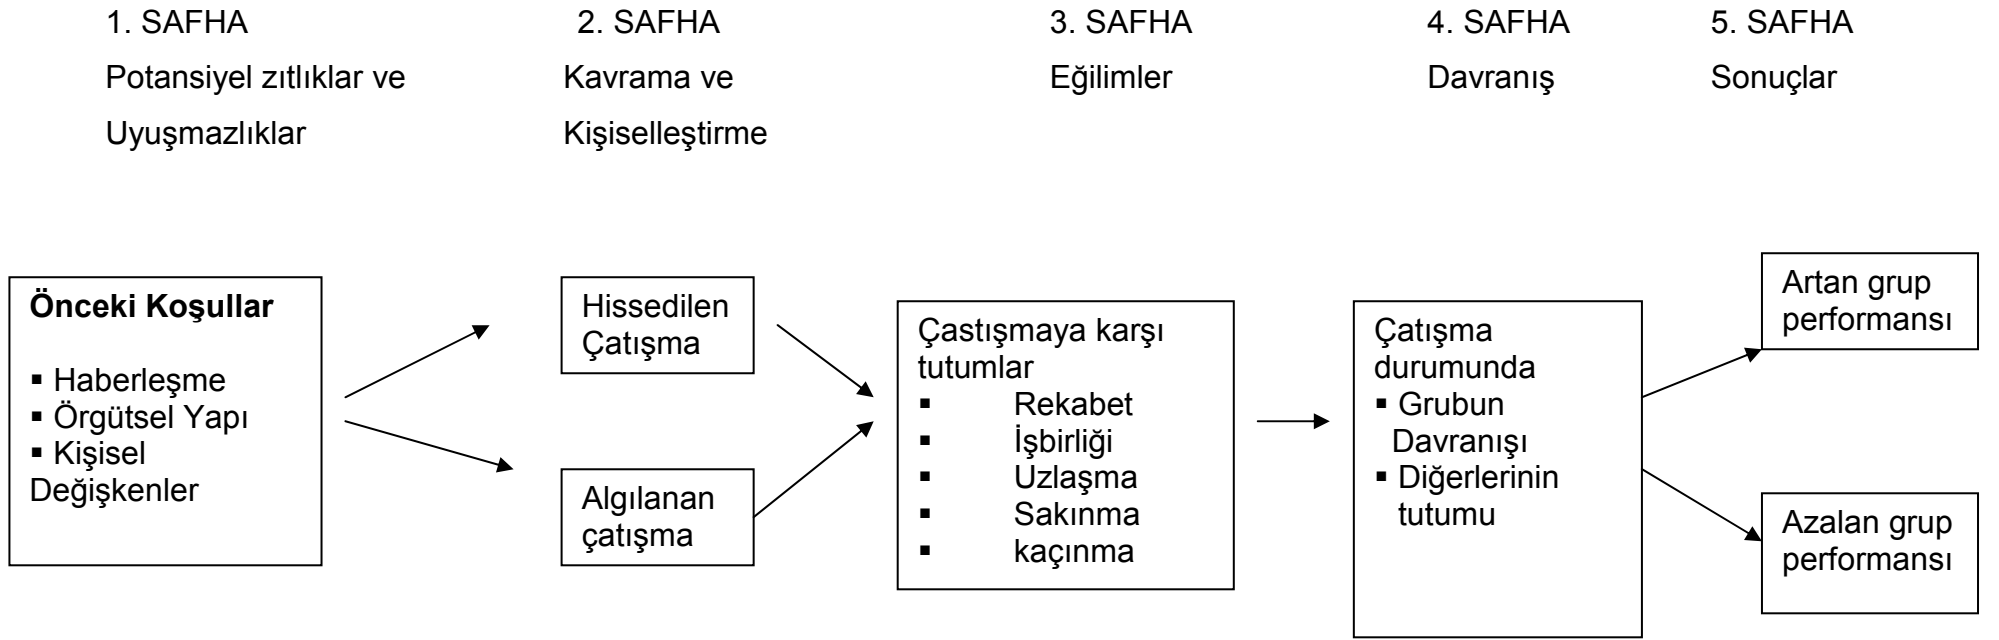 1. SAFHA
Potansiyel zıtlıklar ve
Uyuşmazlıklar
2. SAFHA
Kavrama ve
Kişiselleştirme
3. SAFHA
Eğilimler
4. SAFHA
Davranış
5. SAFHA
Sonuçlar
Önceki Koşullar
▪ Haberleşme
▪ Örgütsel Yapı
▪ Kişisel
Değişkenler
Hissedilen
Çatışma
Algılanan
çatışma
Çastışmaya karşı
tutumlar
▪ Rekabet
▪ İşbirliği
▪ Uzlaşma
▪ Sakınma
▪ kaçınma
Çatışma
durumunda
▪ Grubun
Davranışı
▪ Diğerlerinin
tutumu
Artan grup
performansı
Azalan grup
performansı